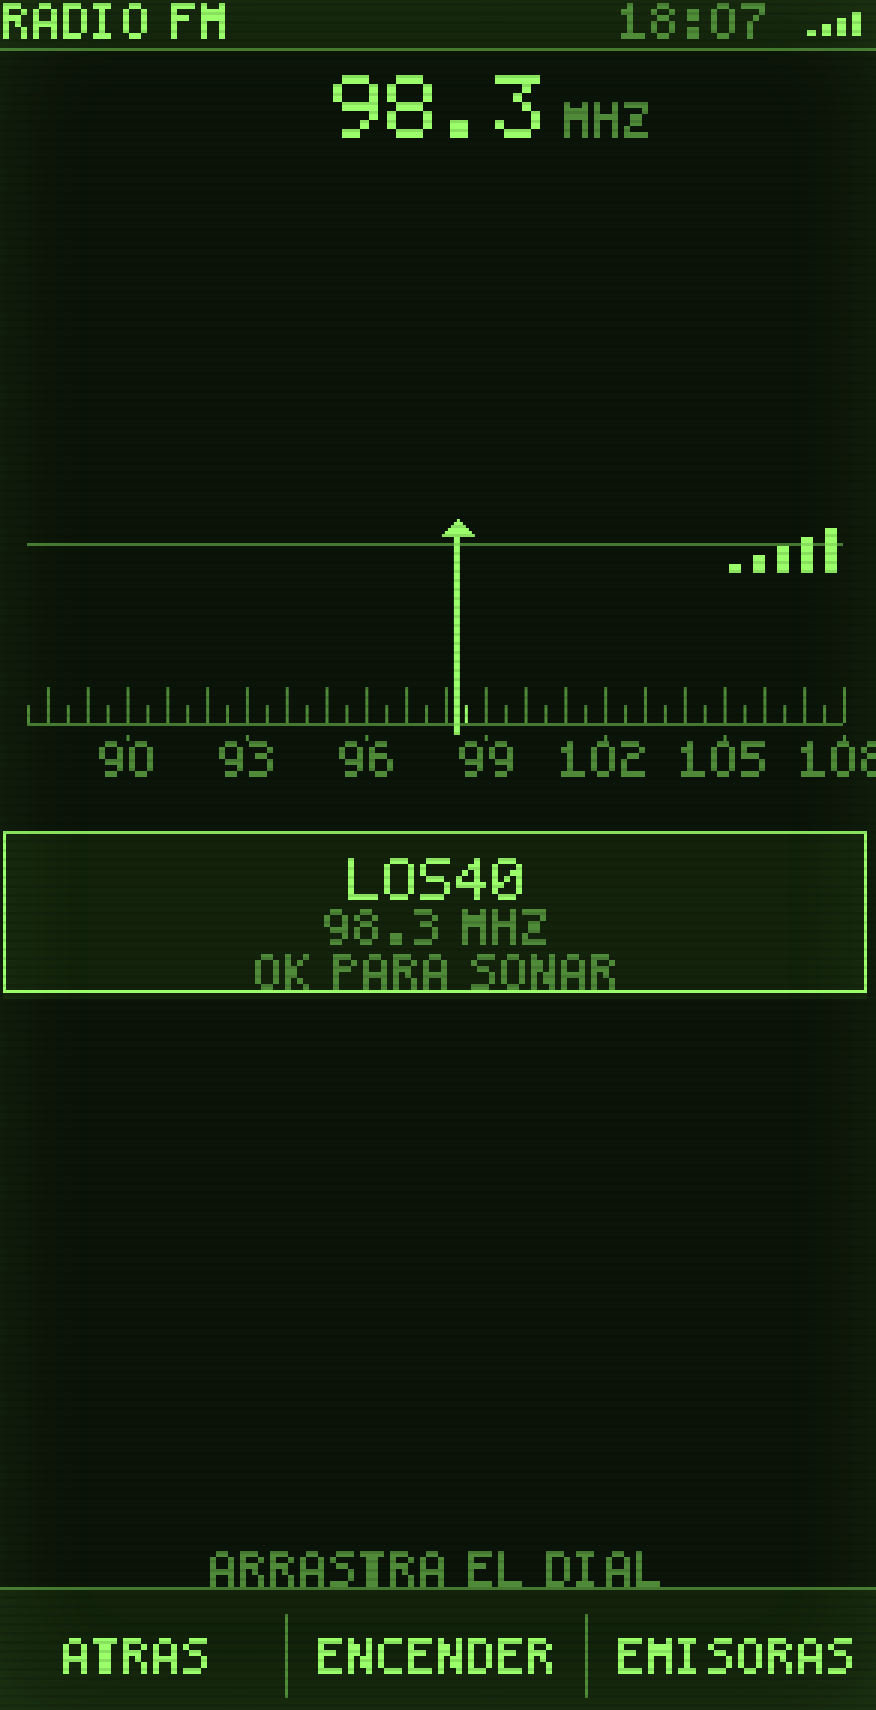 RADIO FM 18:07
98.3 MHZ
90 93 96 99 102 105 108
LOS40
98.3 MHZ
OK PARA SONAR
ARRASTRA EL DIAL
ATRAS ENCENDER EMISORAS